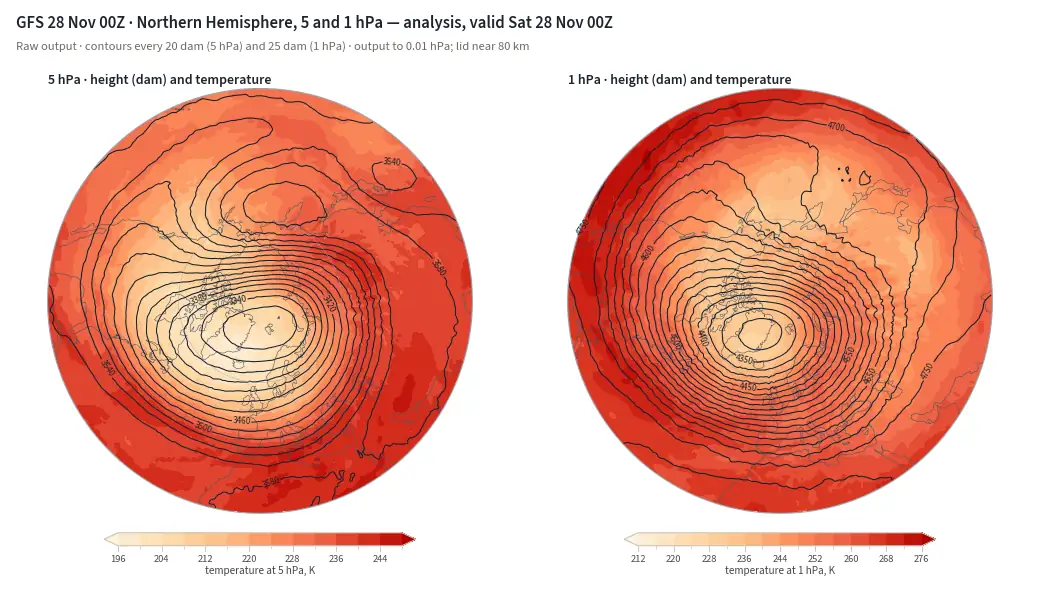 GFS 28 Nov 00Z · Northern Hemisphere, 5 and 1 hPa — analysis, valid Sat 28 Nov 00Z
Raw output · contours every 20 dam (5 hPa) and 25 dam (1 hPa) · output to 0.01 hPa; lid near 80 km
5 hPa · height (dam) and temperature
1 hPa · height (dam) and temperature
3540
3580
3420
3540
3460
3500
3580
4700
4600
4400
4350
4450
4550
4750
196 204 212 220 228 236 244
temperature at 5 hPa, K
212 220 228 236 244 252 260 268 276
temperature at 1 hPa, K